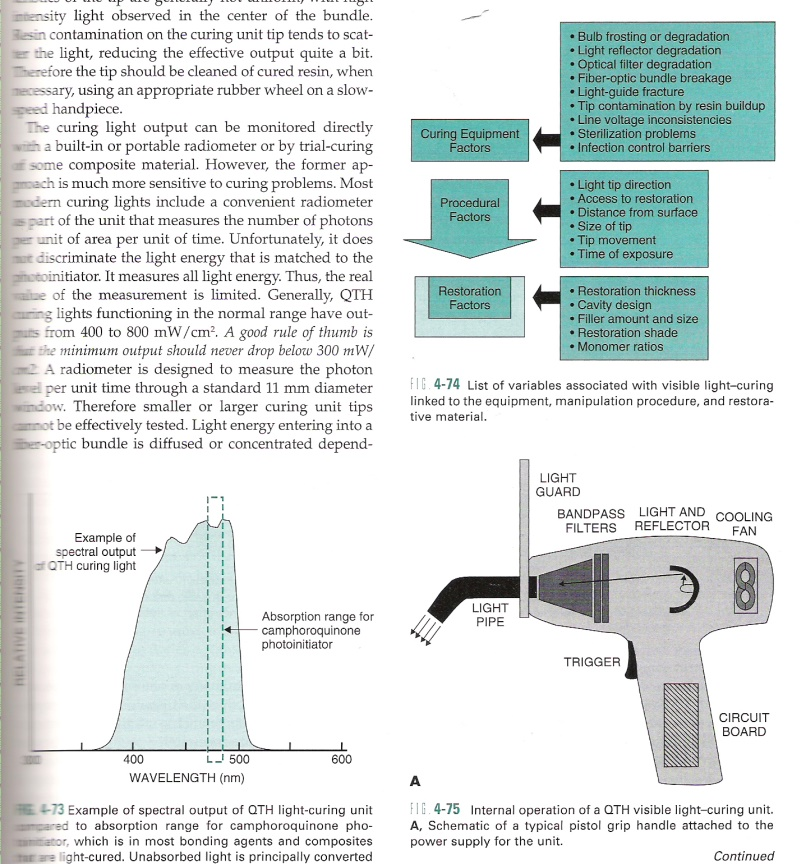 of the tip are generally not uniform, with high
intensity light observed in the center of the bundle.
Resin contamination on the curing unit tip tends to scat-
ter the light, reducing the effective output quite a bit.
Therefore the tip should be cleaned of cured resin, when
necessary, using an appropriate rubber wheel on a slow-
speed handpiece.
The curing light output can be monitored directly
with a built-in or portable radiometer or by trial-curing
of some composite material. However, the former ap-
proach is much more sensitive to curing problems. Most
modern curing lights include a convenient radiometer
as part of the unit that measures the number of photons
per unit of area per unit of time. Unfortunately, it does
not discriminate the light energy that is matched to the
photoinitiator. It measures all light energy. Thus, the real
value of the measurement is limited. Generally, QTH
curing lights functioning in the normal range have out-
puts from 400 to 800 mW/cm². A good rule of thumb is
that the minimum output should never drop below 300 mW/
cm2. A radiometer is designed to measure the photon
level per unit time through a standard 11 mm diameter
window. Therefore smaller or larger curing unit tips
cannot be effectively tested. Light energy entering into a
fiber-optic bundle is diffused or concentrated depend-
Example of
spectral output
of QTH curing light
Absorption range for
camphoroquinone
photoinitiator
RELATIVE INTENSITY
300 400 500 600
WAVELENGTH (nm)
FIG. 4-73 Example of spectral output of QTH light-curing unit
compared to absorption range for camphoroquinone pho-
toinitiator, which is in most bonding agents and composites
that are light-cured. Unabsorbed light is principally converted
Curing Equipment
Factors
• Bulb frosting or degradation
• Light reflector degradation
• Optical filter degradation
• Fiber-optic bundle breakage
• Light-guide fracture
• Tip contamination by resin buildup
• Line voltage inconsistencies
• Sterilization problems
• Infection control barriers
Procedural
Factors
• Light tip direction
• Access to restoration
• Distance from surface
• Size of tip
• Tip movement
• Time of exposure
Restoration
Factors
• Restoration thickness
• Cavity design
• Filler amount and size
• Restoration shade
• Monomer ratios
FIG. 4-74 List of variables associated with visible light–curing
linked to the equipment, manipulation procedure, and restora-
tive material.
LIGHT
GUARD
BANDPASS
FILTERS
LIGHT AND
REFLECTOR
COOLING
FAN
LIGHT
PIPE
TRIGGER
CIRCUIT
BOARD
A
FIG. 4-75 Internal operation of a QTH visible light–curing unit.
A, Schematic of a typical pistol grip handle attached to the
power supply for the unit.
Continued